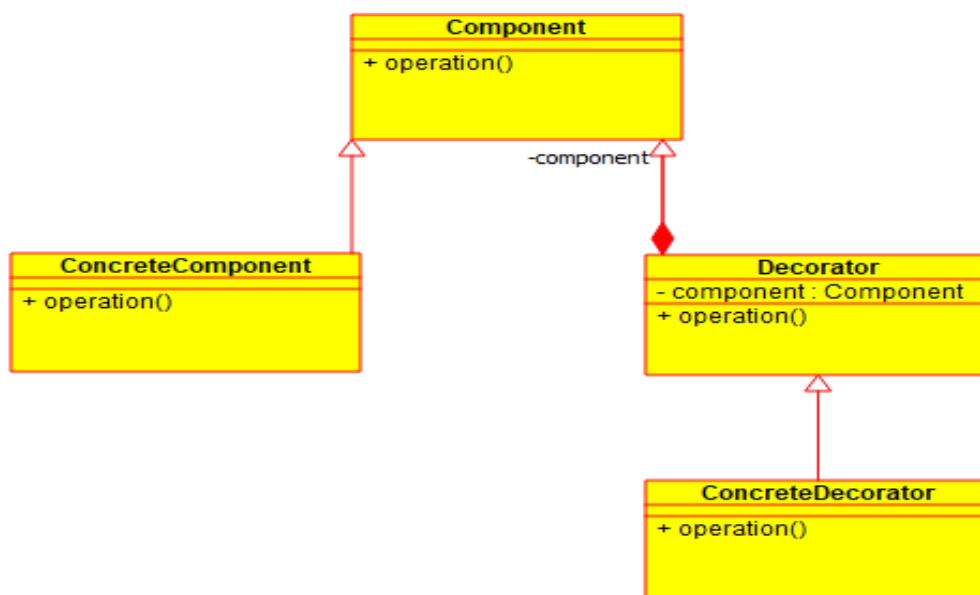 Component
+ operation()
-component
ConcreteComponent
+ operation()
Decorator
- component : Component
+ operation()
ConcreteDecorator
+ operation()